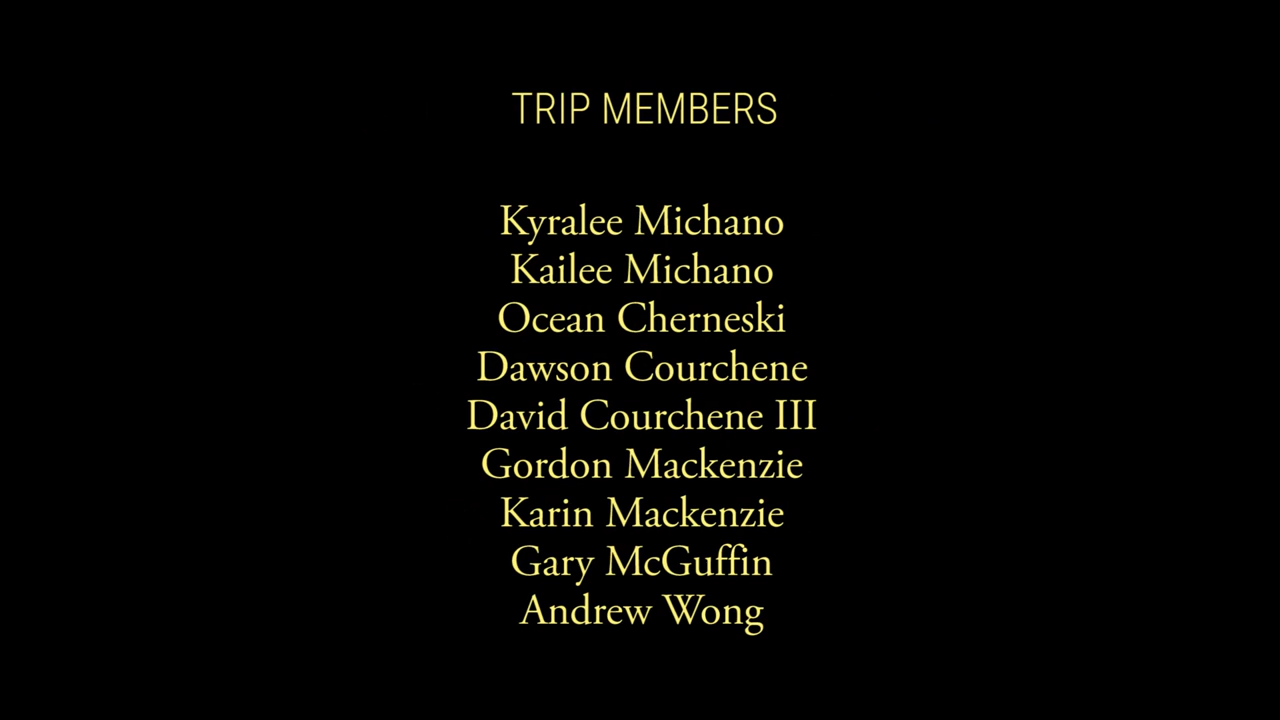 TRIP MEMBERS
Kyralee Michano
Kailee Michano
Ocean Cherneski
Dawson Courchene
David Courchene III
Gordon Mackenzie
Karin Mackenzie
Gary McGuffin
Andrew Wong